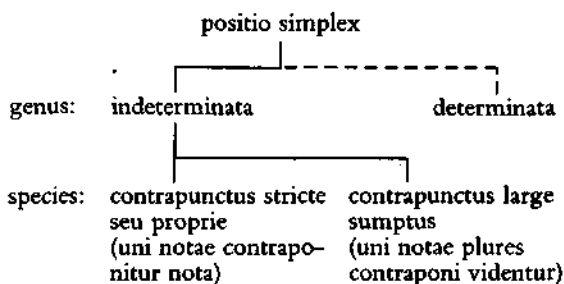 positio simplex
genus: indeterminata determinata
species: contrapunctus stricte contrapunctus large
seu proprie sumptus
(uni notae contrapo- (uni notae plures
nitur nota) contraponi videntur)